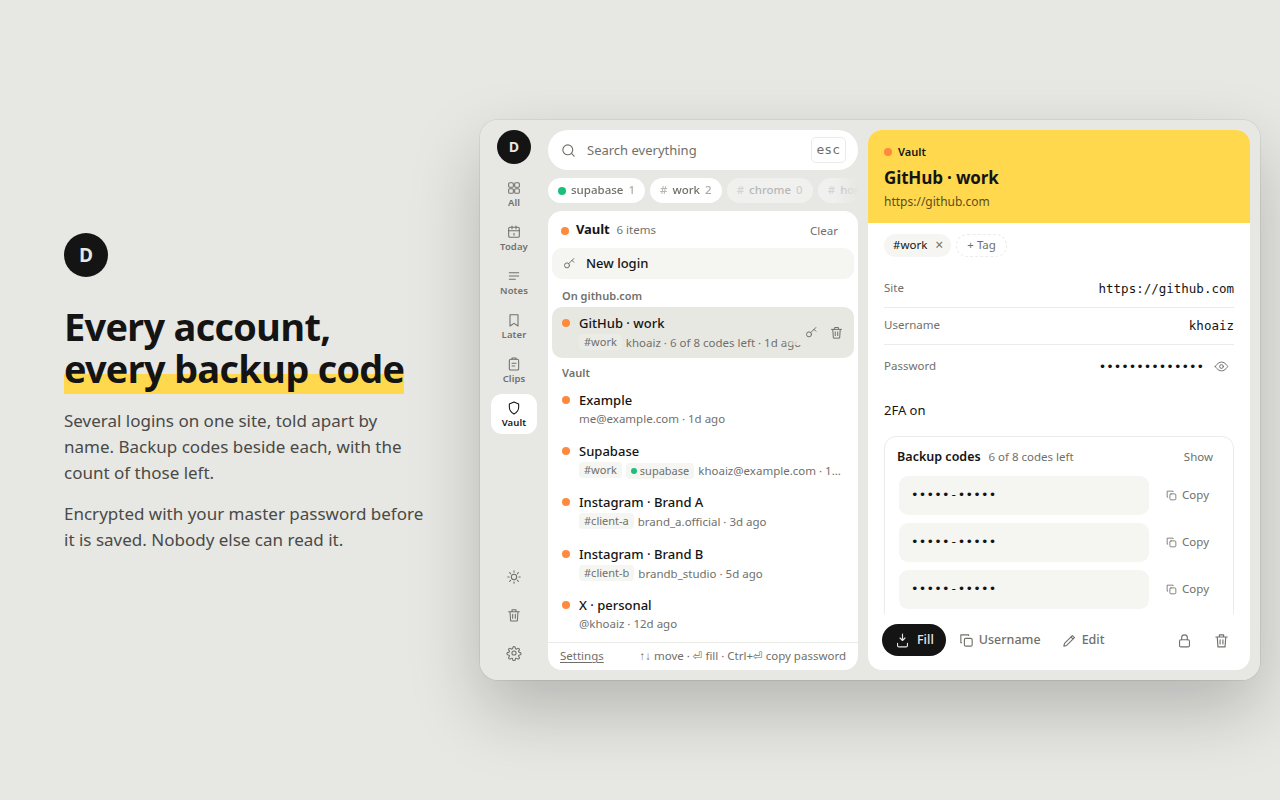 D
Every account,
every backup code
Several logins on one site, told apart by
name. Backup codes beside each, with the
count of those left.
Encrypted with your master password before
it is saved. Nobody else can read it.
D
All
Today
Notes
Later
Clips
Vault
Search everything
esc
supabase 1
# work 2
# chrome 0
Vault 6 items
Clear
New login
On github.com
GitHub · work
#work khoaiz · 6 of 8 codes left · 1d ago
Vault
Example
me@example.com · 1d ago
Supabase
#work supabase khoaiz@example.com · 1…
Instagram · Brand A
#client-a brand_a.official · 3d ago
Instagram · Brand B
#client-b brandb_studio · 5d ago
X · personal
@khoaiz · 12d ago
Settings
↑↓ move · ⏎ fill · Ctrl+⏎ copy password
Vault
GitHub · work
https://github.com
#work ×
+ Tag
Site https://github.com
Username khoaiz
Password ••••••••••••••
2FA on
Backup codes 6 of 8 codes left Show
•••••-••••• Copy
•••••-••••• Copy
•••••-••••• Copy
Fill
Username
Edit